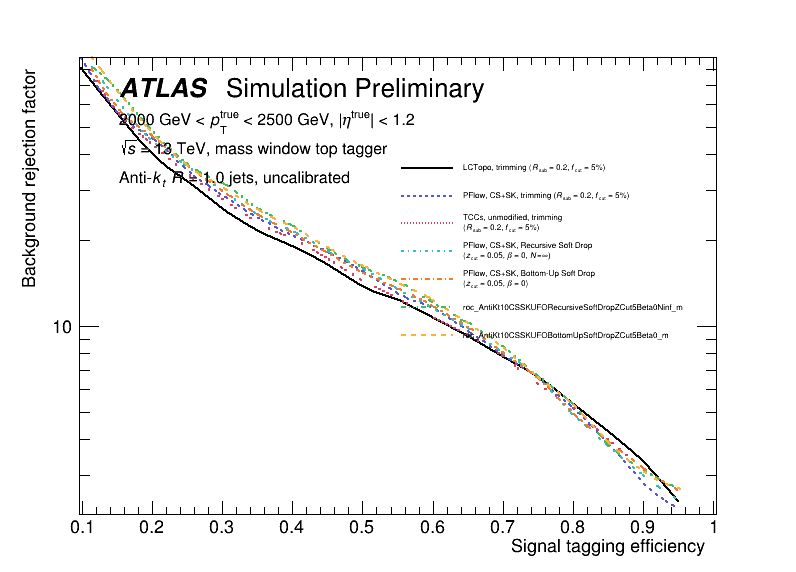 Background rejection factor
ATLAS Simulation Preliminary
2000 GeV < p_T^true < 2500 GeV, |η^true| < 1.2
√s = 13 TeV, mass window top tagger
Anti-k_t R = 1.0 jets, uncalibrated
LCTopo, trimming (R_sub = 0.2, f_cut = 5%)
PFlow, CS+SK, trimming (R_sub = 0.2, f_cut = 5%)
TCCs, unmodified, trimming
(R_sub = 0.2, f_cut = 5%)
PFlow, CS+SK, Recursive Soft Drop
(z_cut = 0.05, β = 0, N=∞)
PFlow, CS+SK, Bottom-Up Soft Drop
(z_cut = 0.05, β = 0)
roc_AntiKt10CSSKUFORecursiveSoftDropZCut5Beta0Ninf_m
roc_AntiKt10CSSKUFOBottomUpSoftDropZCut5Beta0_m
10
0.1 0.2 0.3 0.4 0.5 0.6 0.7 0.8 0.9 1
Signal tagging efficiency